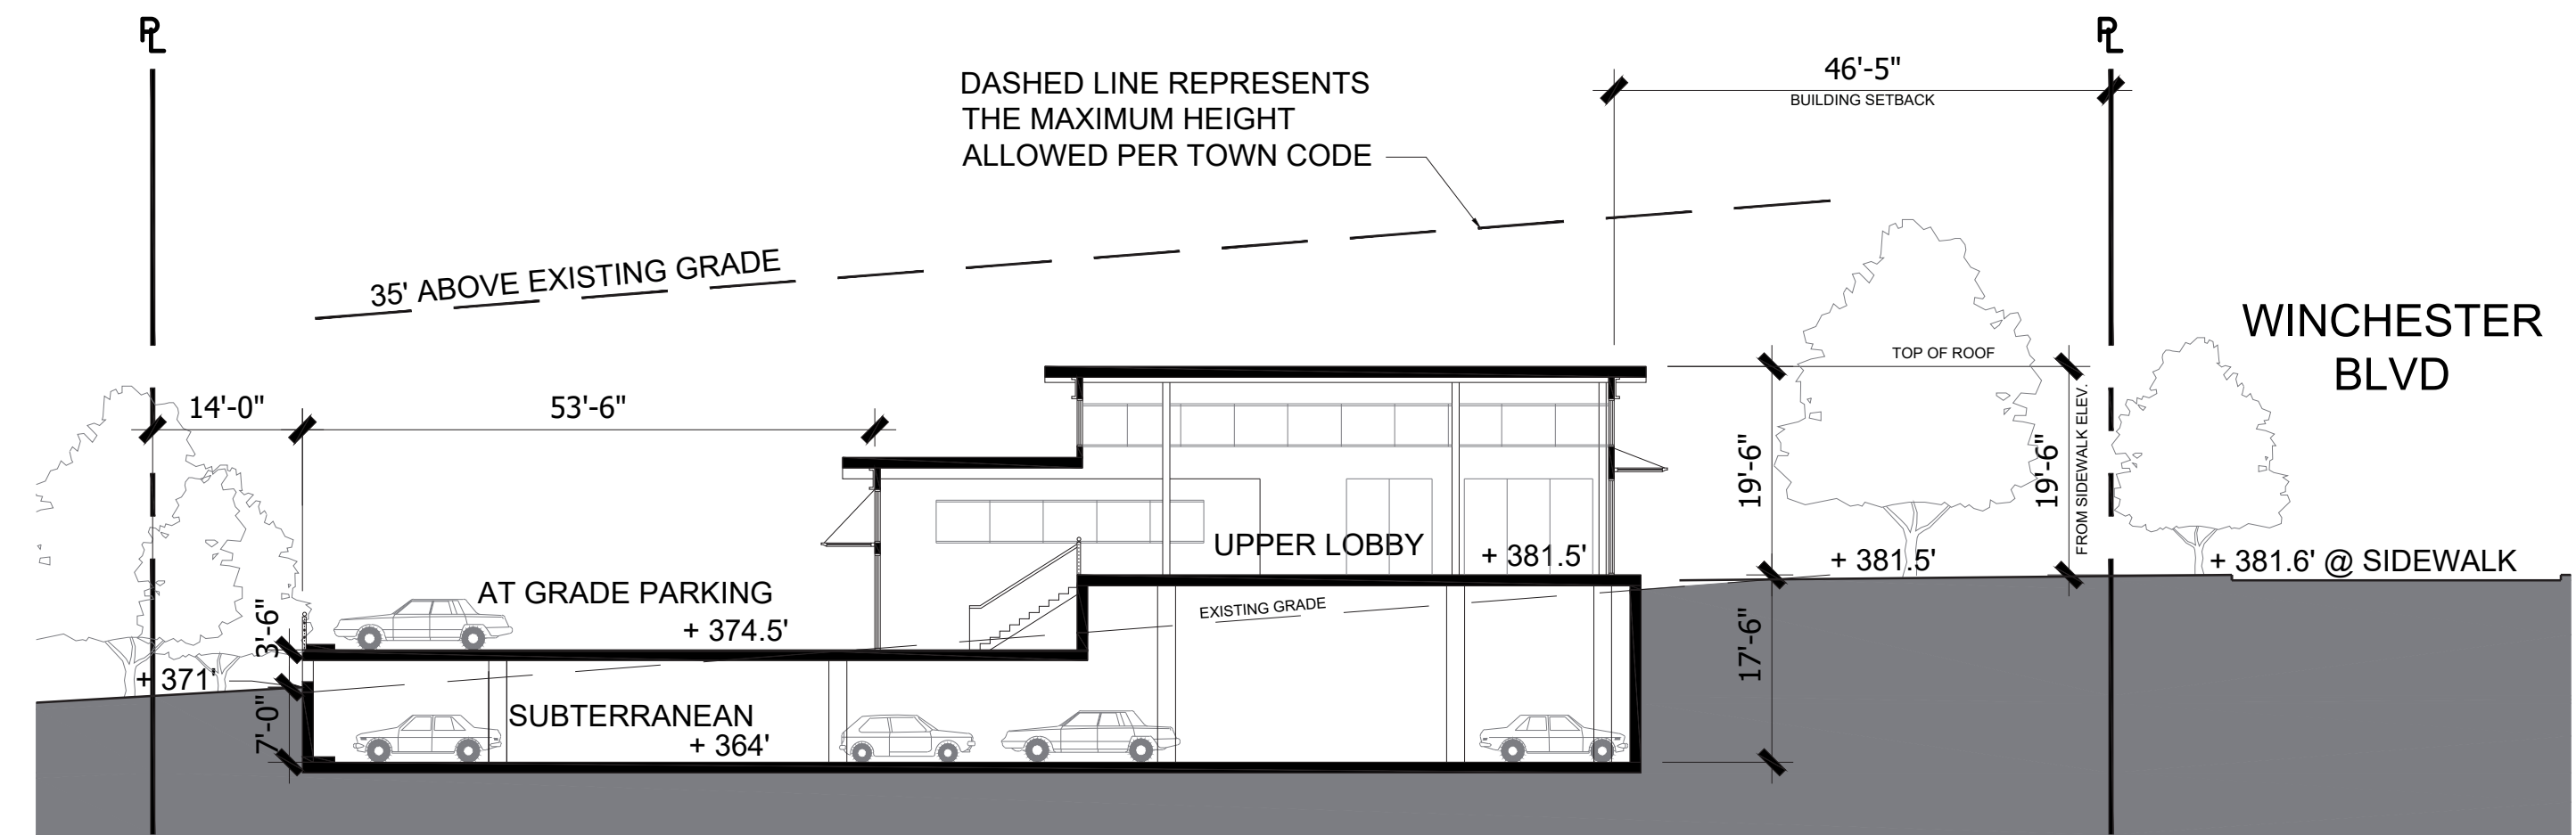 PL
PL
46'-5"
BUILDING SETBACK
DASHED LINE REPRESENTS
THE MAXIMUM HEIGHT
ALLOWED PER TOWN CODE
35' ABOVE EXISTING GRADE
WINCHESTER
BLVD
TOP OF ROOF
14'-0"
53'-6"
19'-6"
19'-6"
FROM SIDEWALK ELEV.
UPPER LOBBY
+ 381.5'
+ 381.5'
+ 381.6' @ SIDEWALK
AT GRADE PARKING
+ 374.5'
EXISTING GRADE
3'-6"
17'-6"
+ 371'
7'-0"
SUBTERRANEAN
+ 364'